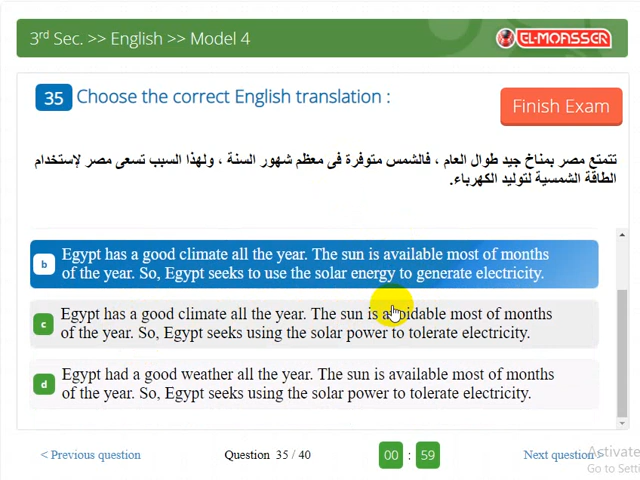 3rd Sec. >> English >> Model 4
EL-MOASSER
35 Choose the correct English translation :
Finish Exam
تتمتع مصر بمناخ جيد طوال العام ، فالشمس متوفرة فى معظم شهور السنة ، ولهذا السبب تسعى مصر لإستخدام
الطاقة الشمسية لتوليد الكهرباء.
b Egypt has a good climate all the year. The sun is available most of months
of the year. So, Egypt seeks to use the solar energy to generate electricity.
c Egypt has a good climate all the year. The sun is avoidable most of months
of the year. So, Egypt seeks using the solar power to tolerate electricity.
d Egypt had a good weather all the year. The sun is available most of months
of the year. So, Egypt seeks using the solar power to tolerate electricity.
< Previous question
Question 35 / 40
00 : 59
Next question >
Activate
Go to Setti